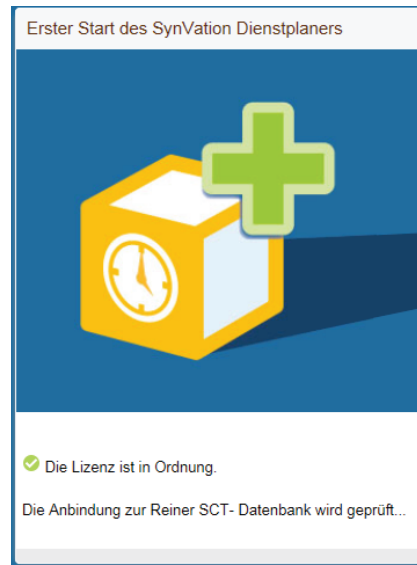 Erster Start des SynVation Dienstplaners
Die Lizenz ist in Ordnung.
Die Anbindung zur Reiner SCT- Datenbank wird geprüft...